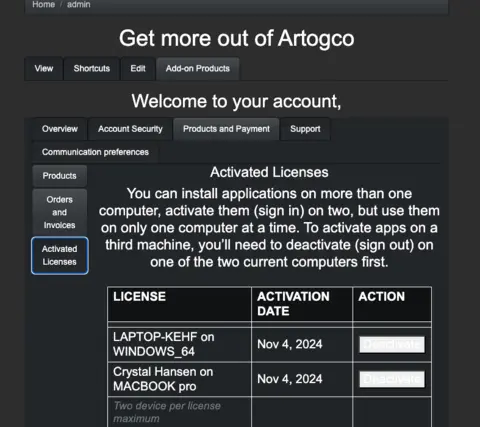 Home / admin
Get more out of Artogco
View Shortcuts Edit Add-on Products
Welcome to your account,
Overview Account Security Products and Payment Support
Communication preferences
Products
Orders
and
Invoices
Activated
Licenses
Activated Licenses
You can install applications on more than one
computer, activate them (sign in) on two, but use them
on only one computer at a time. To activate apps on a
third machine, you'll need to deactivate (sign out) on
one of the two current computers first.
LICENSE ACTIVATION ACTION
DATE
LAPTOP-KEHF on
WINDOWS_64
Nov 4, 2024 Deactivate
Crystal Hansen on
MACBOOK pro
Nov 4, 2024 Deactivate
Two device per license
maximum